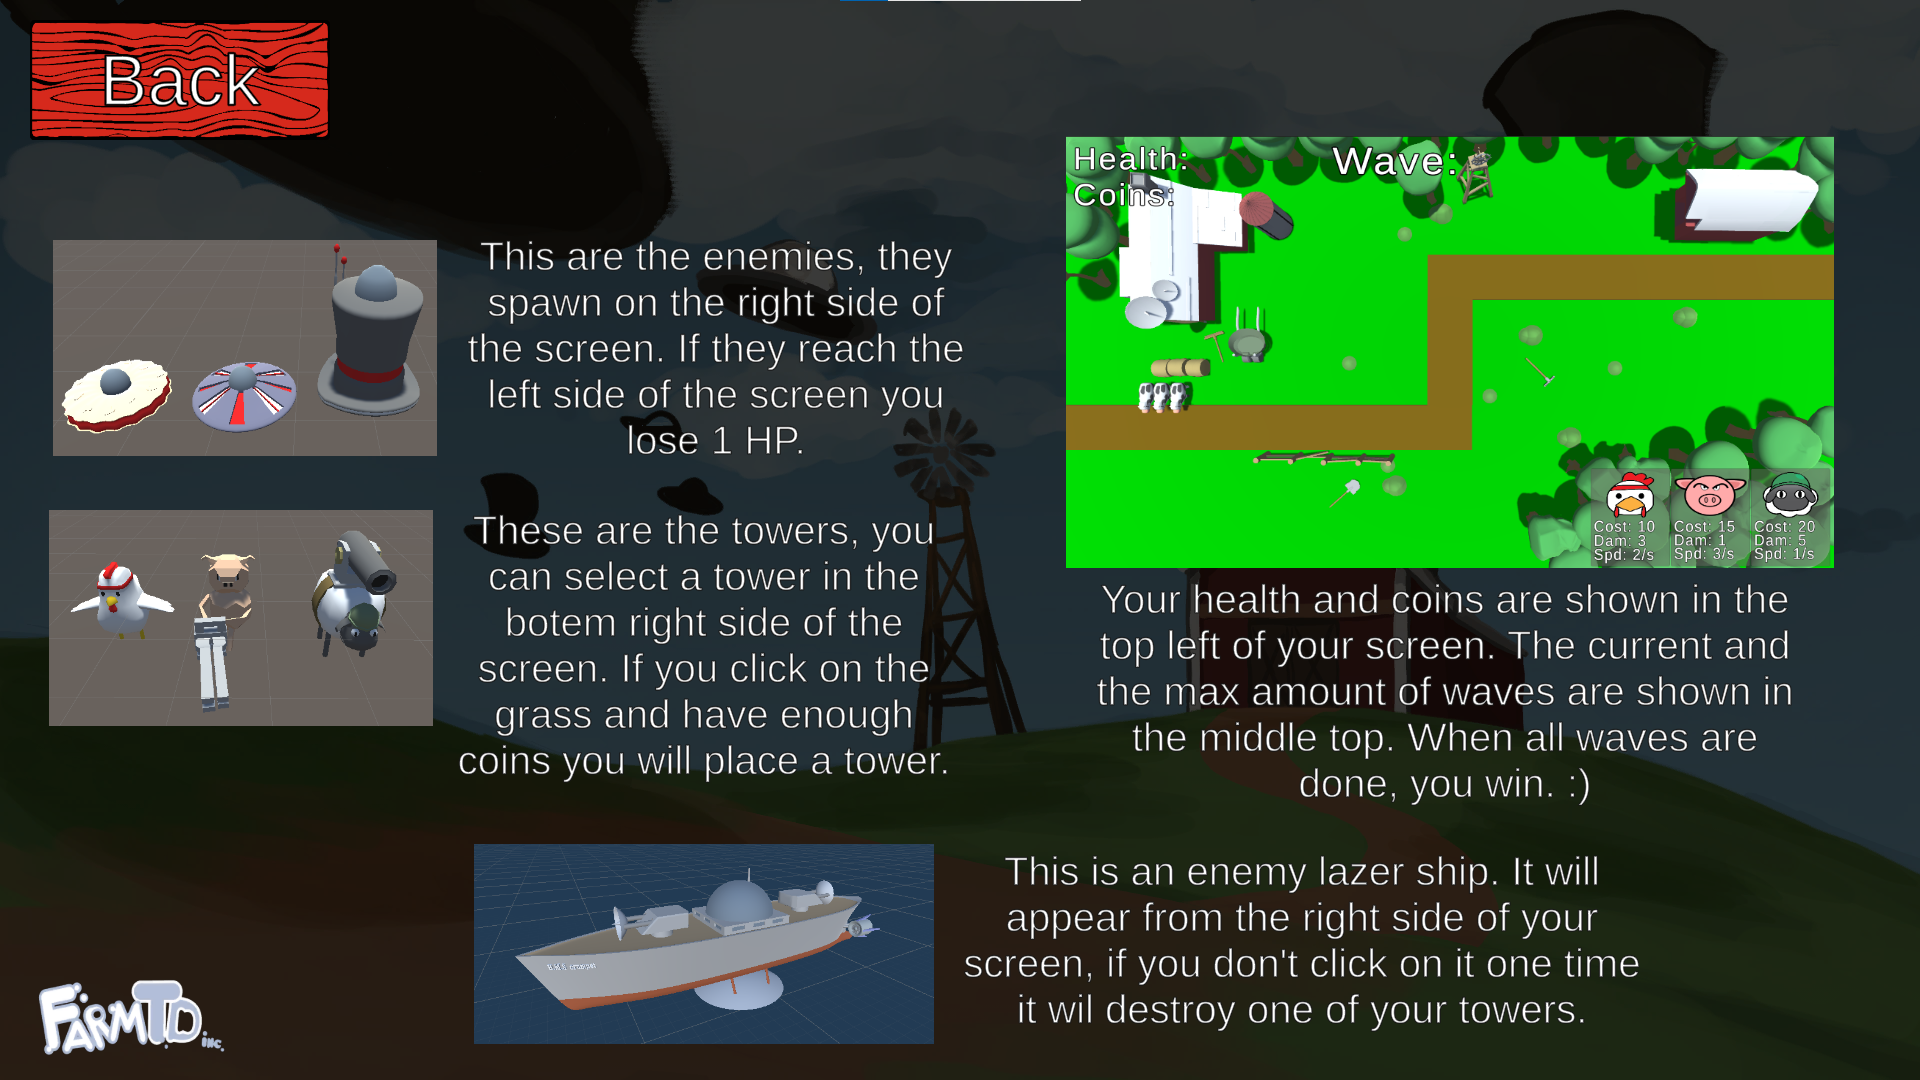 Back
This are the enemies, they
spawn on the right side of
the screen. If they reach the
left side of the screen you
lose 1 HP.
These are the towers, you
can select a tower in the
botem right side of the
screen. If you click on the
grass and have enough
coins you will place a tower.
Health:
Coins:
Wave:
Cost: 10
Dam: 3
Spd: 2/s
Cost: 15
Dam: 1
Spd: 3/s
Cost: 20
Dam: 5
Spd: 1/s
Your health and coins are shown in the
top left of your screen. The current and
the max amount of waves are shown in
the middle top. When all waves are
done, you win. :)
This is an enemy lazer ship. It will
appear from the right side of your
screen, if you don't click on it one time
it wil destroy one of your towers.
H.M.S.
FARMTD INC.